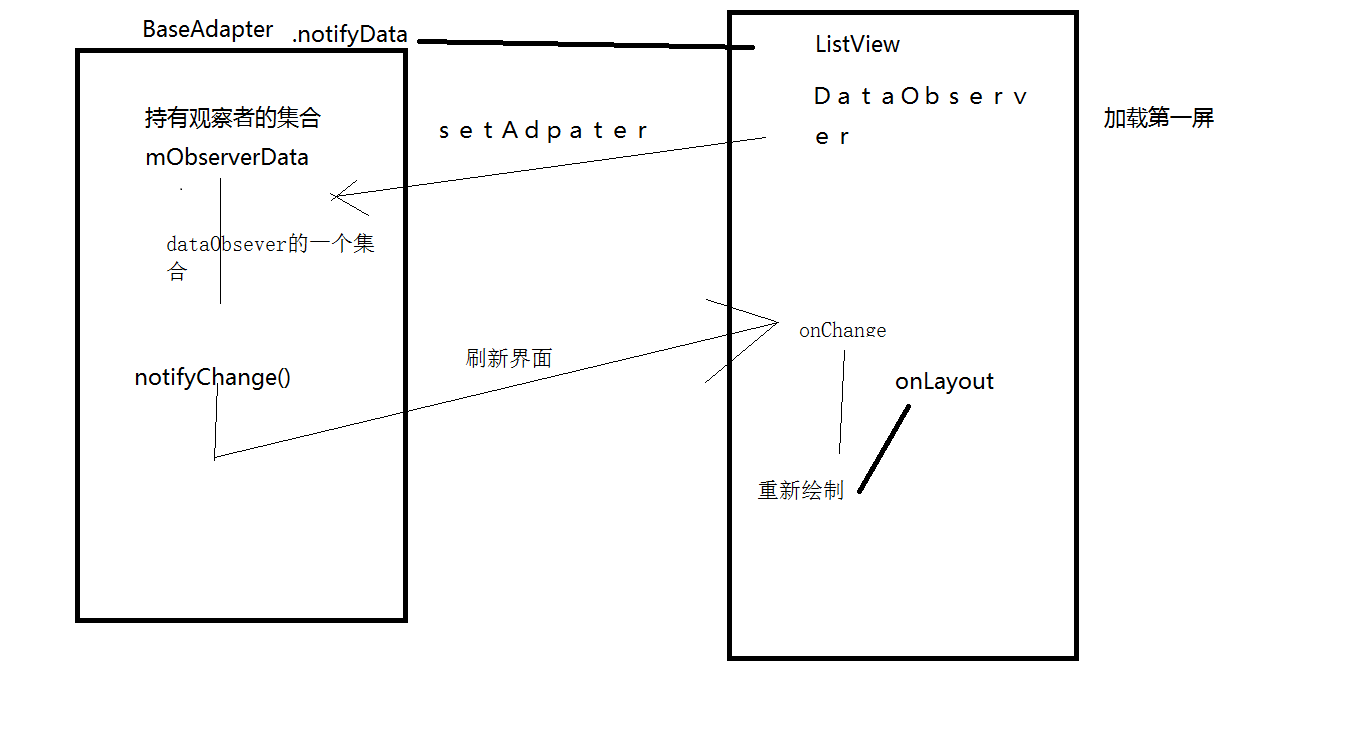 BaseAdapter .notifyData
持有观察者的集合
mObserverData
dataObsever的一个集
合
notifyChange()
setAdpater
刷新界面
ListView
DataObserv
er
onChange
onLayout
重新绘制
加载第一屏